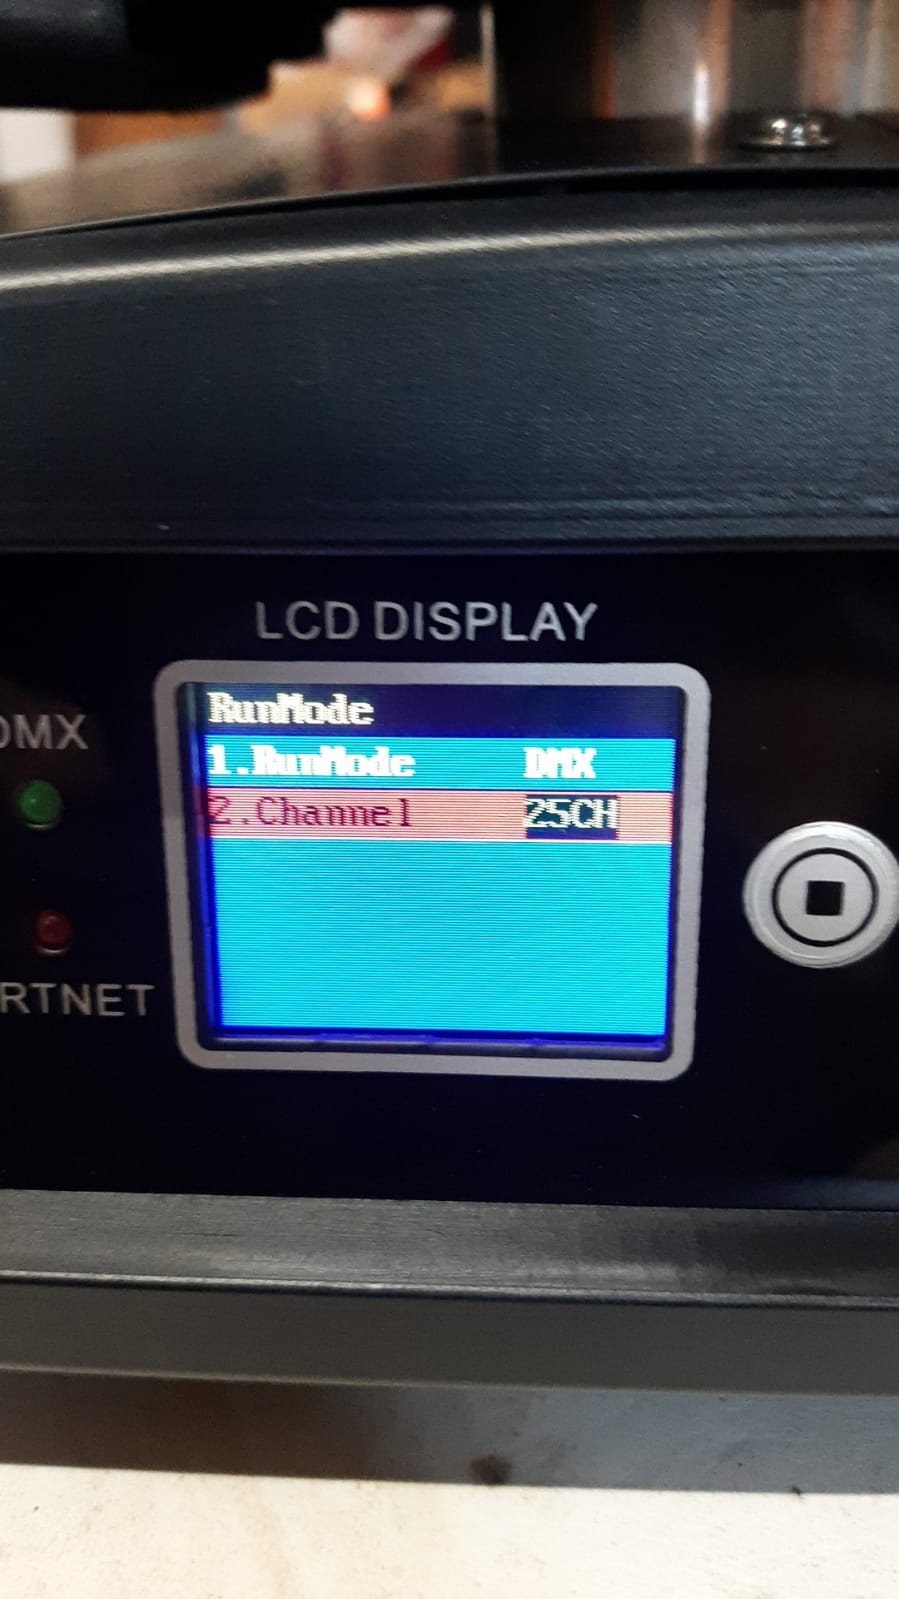 LCD DISPLAY
DMX
RunMode
1.RunMode DMX
2.Channel 25CH
RTNET